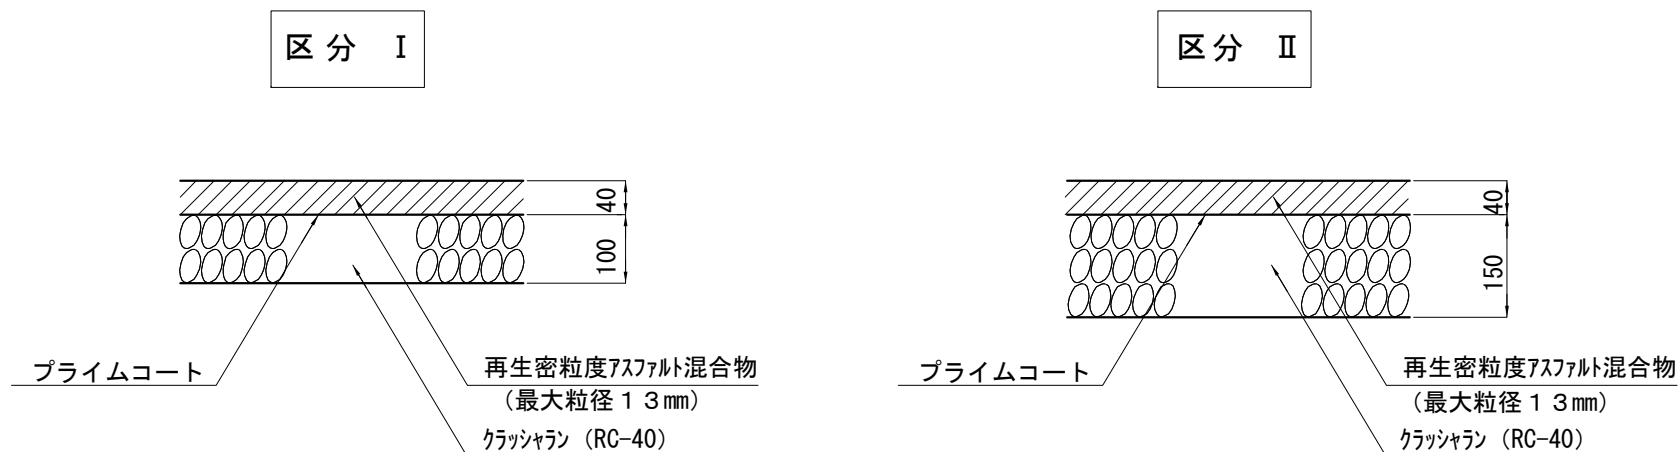 区分 Ⅰ
40
100
プライムコート
再生密粒度ｱｽﾌｧﾙﾄ混合物
（最大粒径１３㎜）
ｸﾗｯｼｬﾗﾝ（RC-40）
区分 Ⅱ
40
150
プライムコート
再生密粒度ｱｽﾌｧﾙﾄ混合物
（最大粒径１３㎜）
ｸﾗｯｼｬﾗﾝ（RC-40）